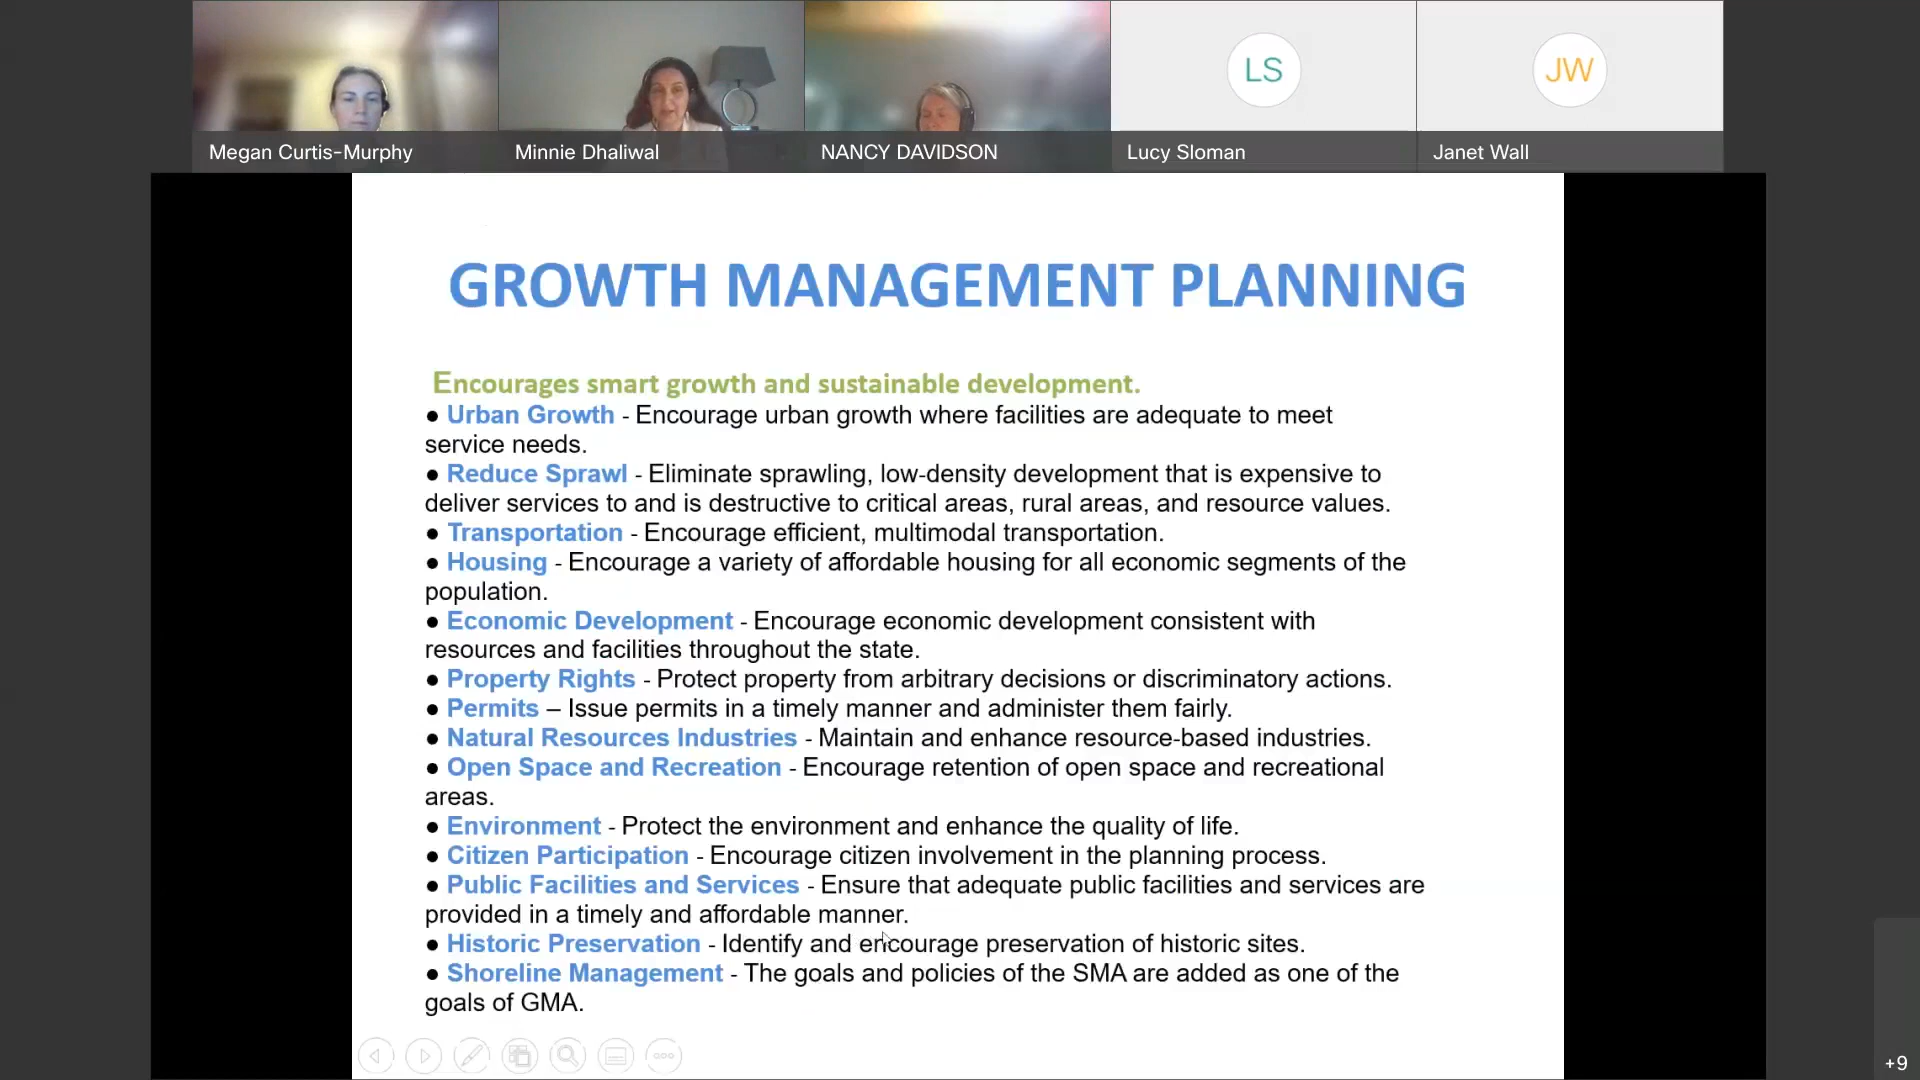 LS
JW
Megan Curtis-Murphy
Minnie Dhaliwal
NANCY DAVIDSON
Lucy Sloman
Janet Wall
GROWTH MANAGEMENT PLANNING
Encourages smart growth and sustainable development.
● Urban Growth - Encourage urban growth where facilities are adequate to meet
service needs.
● Reduce Sprawl - Eliminate sprawling, low-density development that is expensive to
deliver services to and is destructive to critical areas, rural areas, and resource values.
● Transportation - Encourage efficient, multimodal transportation.
● Housing - Encourage a variety of affordable housing for all economic segments of the
population.
● Economic Development - Encourage economic development consistent with
resources and facilities throughout the state.
● Property Rights - Protect property from arbitrary decisions or discriminatory actions.
● Permits – Issue permits in a timely manner and administer them fairly.
● Natural Resources Industries - Maintain and enhance resource-based industries.
● Open Space and Recreation - Encourage retention of open space and recreational
areas.
● Environment - Protect the environment and enhance the quality of life.
● Citizen Participation - Encourage citizen involvement in the planning process.
● Public Facilities and Services - Ensure that adequate public facilities and services are
provided in a timely and affordable manner.
● Historic Preservation - Identify and encourage preservation of historic sites.
● Shoreline Management - The goals and policies of the SMA are added as one of the
goals of GMA.
+9